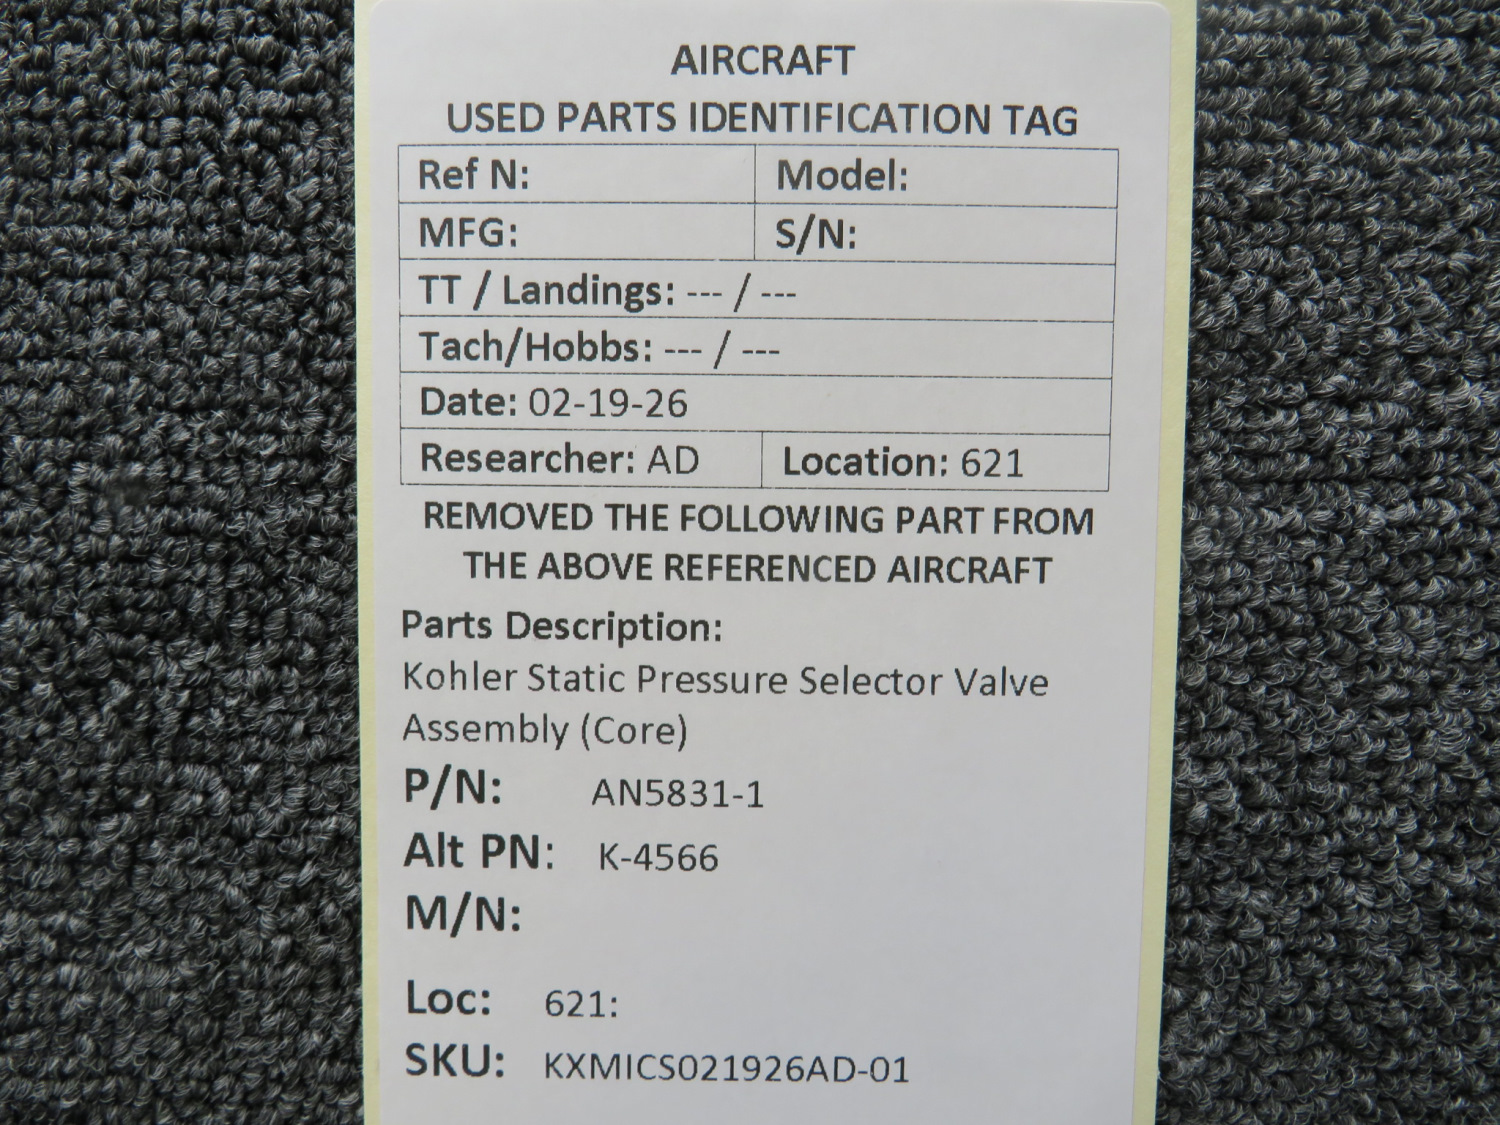 AIRCRAFT
USED PARTS IDENTIFICATION TAG
Ref N: Model:
MFG: S/N:
TT / Landings: --- / ---
Tach/Hobbs: --- / ---
Date: 02-19-26
Researcher: AD Location: 621
REMOVED THE FOLLOWING PART FROM
THE ABOVE REFERENCED AIRCRAFT
Parts Description:
Kohler Static Pressure Selector Valve
Assembly (Core)
P/N: AN5831-1
Alt PN: K-4566
M/N:
Loc: 621:
SKU: KXMICS021926AD-01